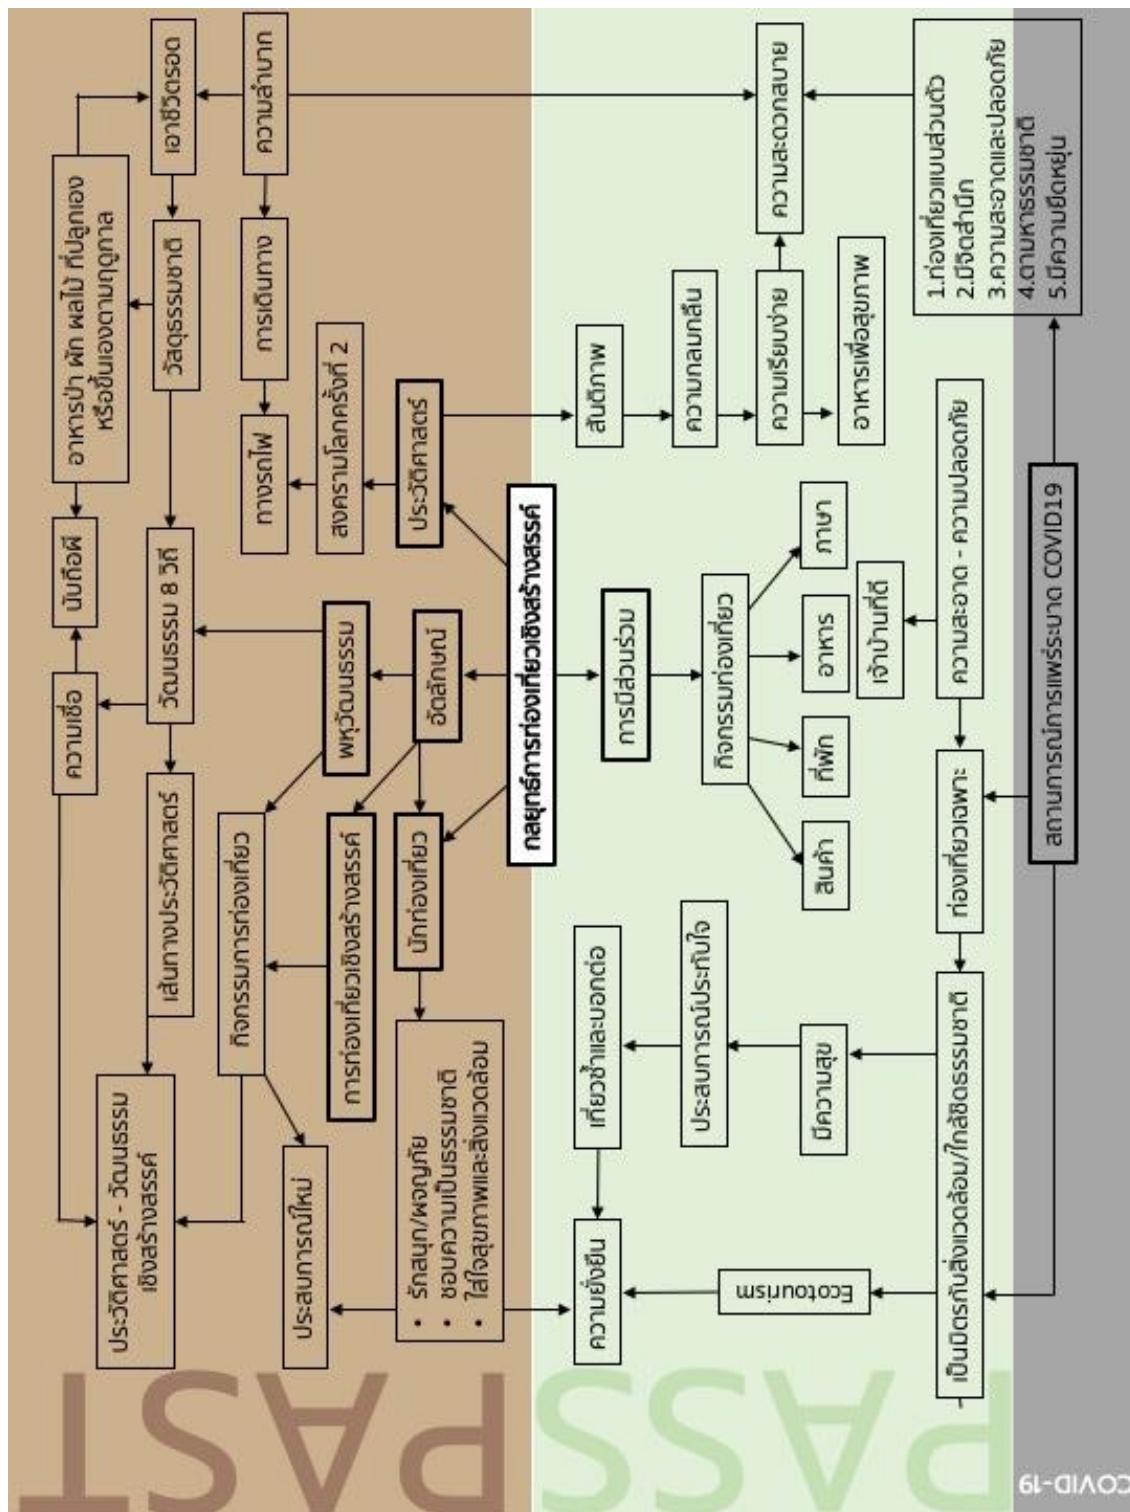 ประวัติศาสตร์ - วัฒนธรรม
เชิงสร้างสรรค์
ความเชื่อ
นับถือผี
อาหารป่า ผัก ผลไม้ ที่ปลูกเอง
หรือขึ้นเองตามฤดูกาล
เส้นทางประวัติศาสตร์
วัฒนธรรม 8 วิถี
วัสดุธรรมชาติ
เอาชีวิตรอด
ประสบการณ์ใหม่
กิจกรรมการท่องเที่ยว
ทางรถไฟ
การเดินทาง
ความลำบาก
การท่องเที่ยวเชิงสร้างสรรค์
พหุวัฒนธรรม
สงครามโลกครั้งที่ 2
• รักสนุก/ผจญภัย
• ชอบความเป็นธรรมชาติ
• ใส่ใจสุขภาพและสิ่งแวดล้อม
นักท่องเที่ยว
อัตลักษณ์
ประวัติศาสตร์
PAST
กลยุทธ์การท่องเที่ยวเชิงสร้างสรรค์
ความยั่งยืน
เที่ยวซ้ำและบอกต่อ
การมีส่วนร่วม
สันติภาพ
ประสบการณ์ประทับใจ
กิจกรรมท่องเที่ยว
ความกลมกลืน
Ecotourism
มีความสุข
สินค้า
ที่พัก
อาหาร
ภาษา
ความเรียบง่าย
ความสะดวกสบาย
เจ้าบ้านที่ดี
อาหารเพื่อสุขภาพ
เป็นมิตรกับสิ่งแวดล้อม/ใกล้ชิดธรรมชาติ
ท่องเที่ยวเฉพาะ
ความสะอาด - ความปลอดภัย
1.ท่องเที่ยวแบบส่วนตัว
2.มีจิตสำนึก
3.ความสะอาดและปลอดภัย
4.ตามหาธรรมชาติ
5.มีความยืดหยุ่น
PASS
สถานการณ์การแพร่ระบาด COVID19
COVID-19